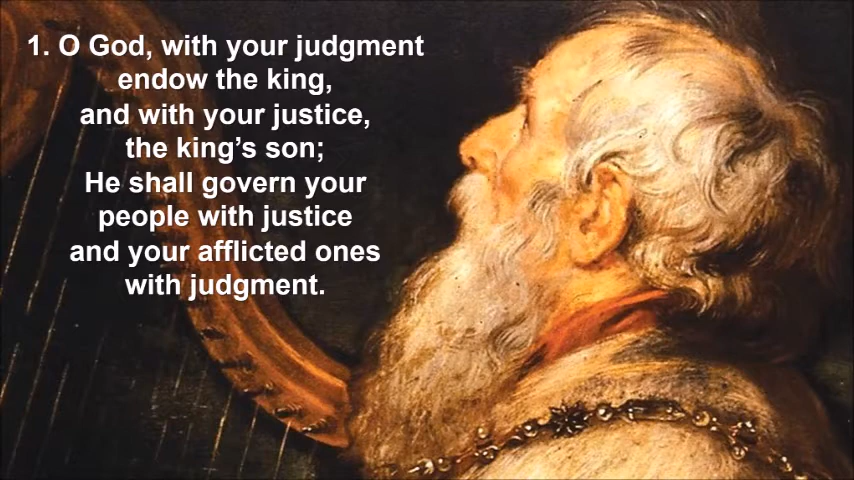 1. O God, with your judgment
endow the king,
and with your justice,
the king’s son;
He shall govern your
people with justice
and your afflicted ones
with judgment.